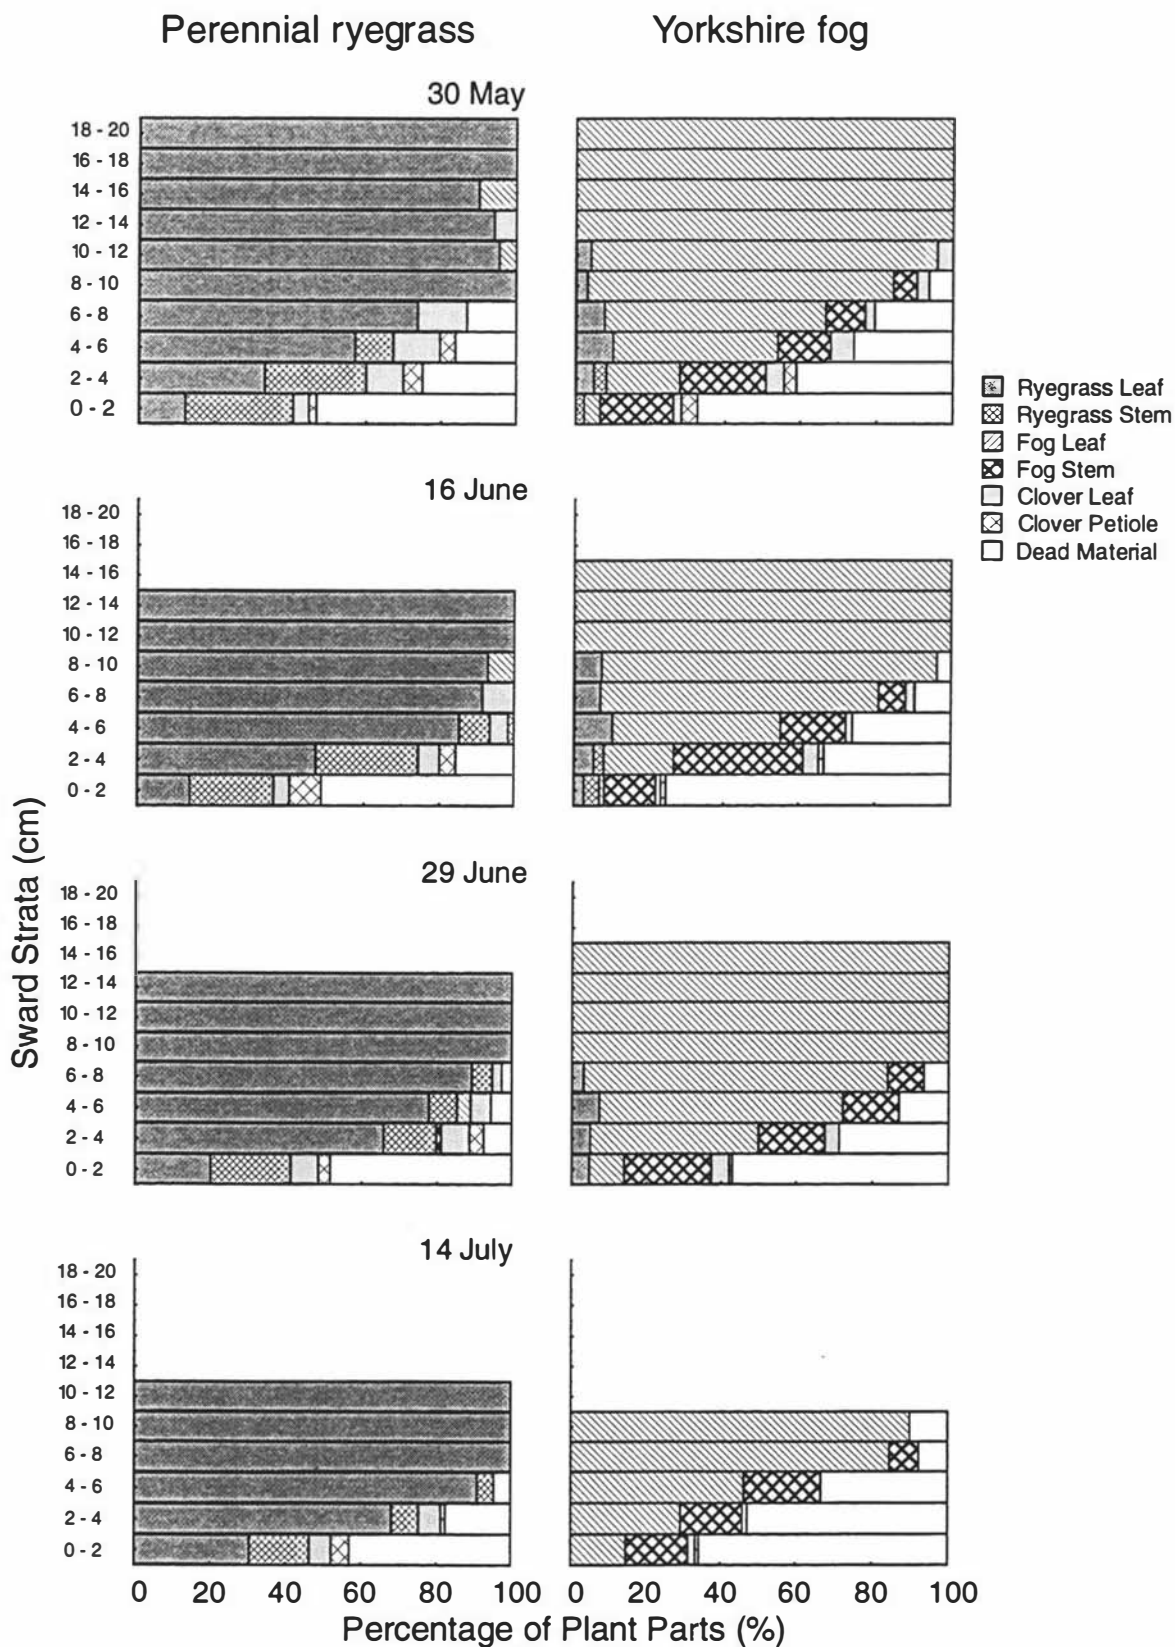 Perennial ryegrass
Yorkshire fog
30 May
18 - 20
16 - 18
14 - 16
12 - 14
10 - 12
8 - 10
6 - 8
4 - 6
2 - 4
0 - 2
Ryegrass Leaf
Ryegrass Stem
Fog Leaf
Fog Stem
Clover Leaf
Clover Petiole
Dead Material
16 June
18 - 20
16 - 18
14 - 16
12 - 14
10 - 12
8 - 10
6 - 8
4 - 6
2 - 4
0 - 2
Sward Strata (cm)
29 June
18 - 20
16 - 18
14 - 16
12 - 14
10 - 12
8 - 10
6 - 8
4 - 6
2 - 4
0 - 2
14 July
18 - 20
16 - 18
14 - 16
12 - 14
10 - 12
8 - 10
6 - 8
4 - 6
2 - 4
0 - 2
0 20 40 60 80 100
0 20 40 60 80 100
Percentage of Plant Parts (%)